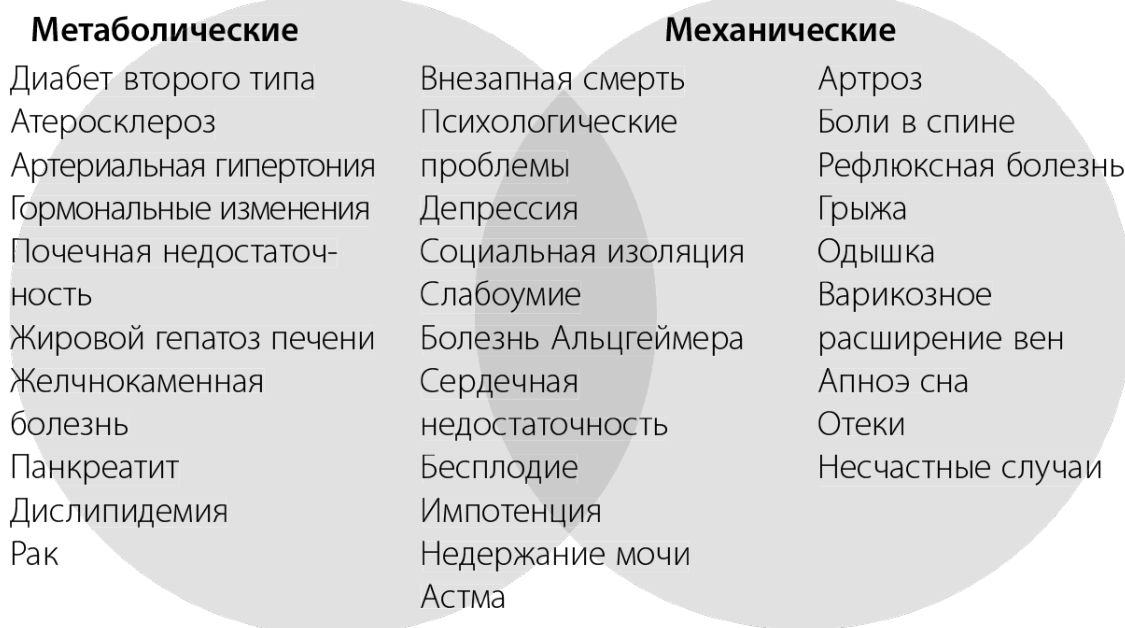 Метаболические
Диабет второго типа
Атеросклероз
Артериальная гипертония
Гормональные изменения
Почечная недостаточ-
ность
Жировой гепатоз печени
Желчнокаменная
болезнь
Панкреатит
Дислипидемия
Рак
Внезапная смерть
Психологические
проблемы
Депрессия
Социальная изоляция
Слабоумие
Болезнь Альцгеймера
Сердечная
недостаточность
Бесплодие
Импотенция
Недержание мочи
Астма
Механические
Артроз
Боли в спине
Рефлюксная болезнь
Грыжа
Одышка
Варикозное
расширение вен
Апноэ сна
Отеки
Несчастные случаи